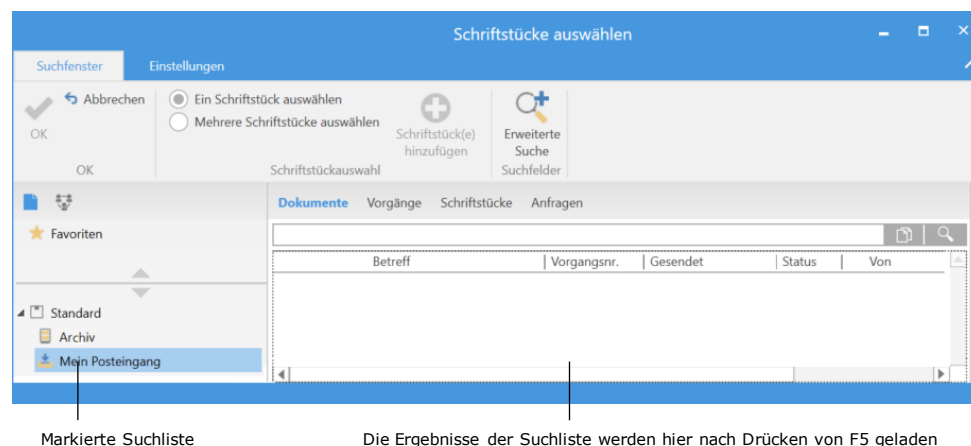 Schriftstücke auswählen
Suchfenster Einstellungen
Abbrechen Ein Schriftstück auswählen
Mehrere Schriftstücke auswählen
OK Schriftstück(e) Erweiterte
hinzufügen Suche
OK Schriftstückauswahl Suchfelder
Dokumente Vorgänge Schriftstücke Anfragen
Favoriten
Betreff Vorgangsnr. Gesendet Status Von
Standard
Archiv
Mein Posteingang
Markierte Suchliste Die Ergebnisse der Suchliste werden hier nach Drücken von F5 geladen